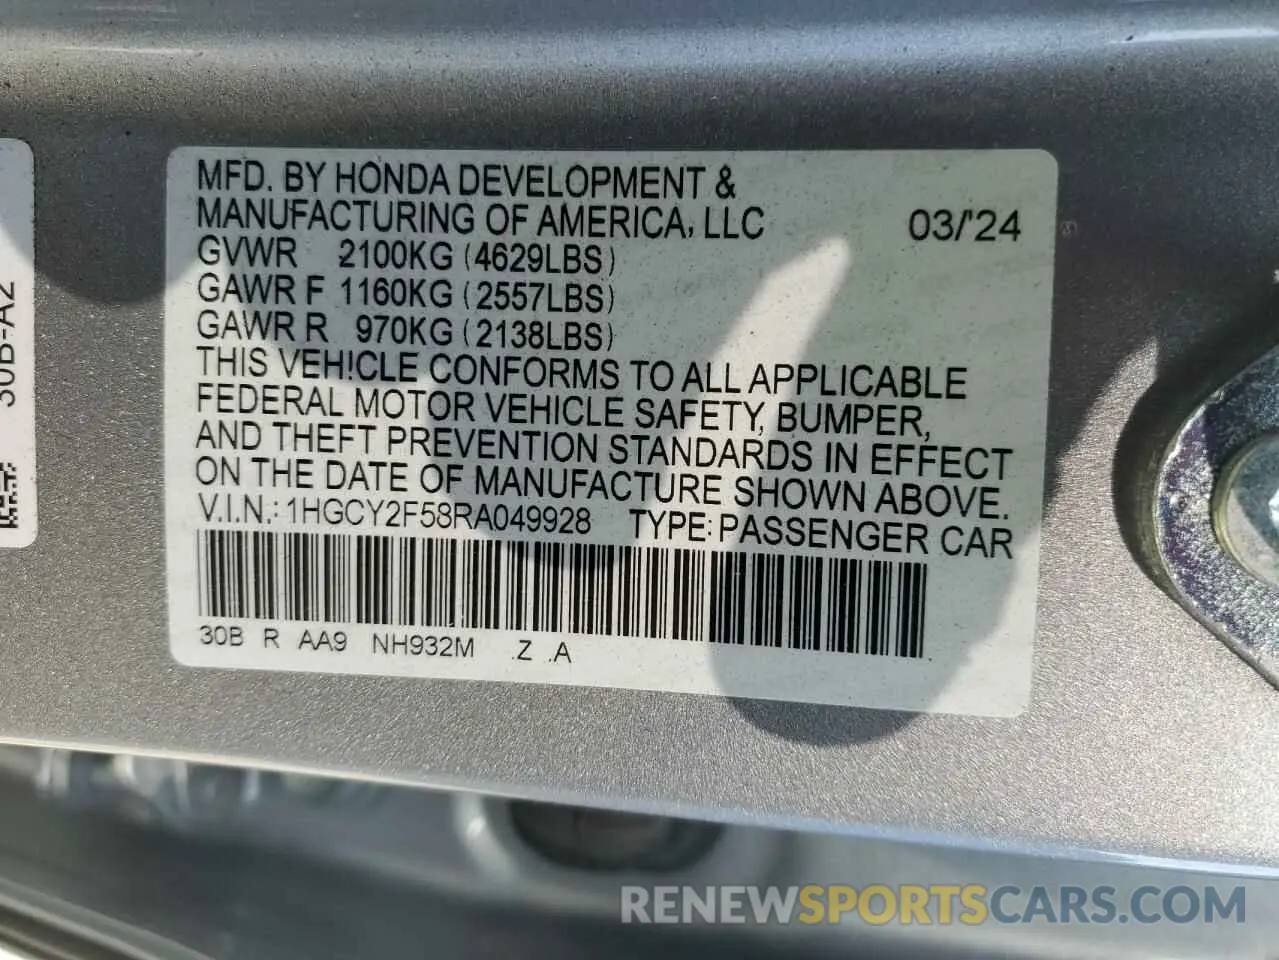 MFD. BY HONDA DEVELOPMENT &
MANUFACTURING OF AMERICA, LLC 03/'24
GVWR 2100KG (4629LBS)
GAWR F 1160KG (2557LBS)
GAWR R 970KG (2138LBS)
THIS VEHICLE CONFORMS TO ALL APPLICABLE
FEDERAL MOTOR VEHICLE SAFETY, BUMPER,
AND THEFT PREVENTION STANDARDS IN EFFECT
ON THE DATE OF MANUFACTURE SHOWN ABOVE.
V.I.N.: 1HGCY2F58RA049928 TYPE: PASSENGER CAR
30B R AA9 NH932M .Z .A
30B-A2
RENEWSPORTSCARS.COM